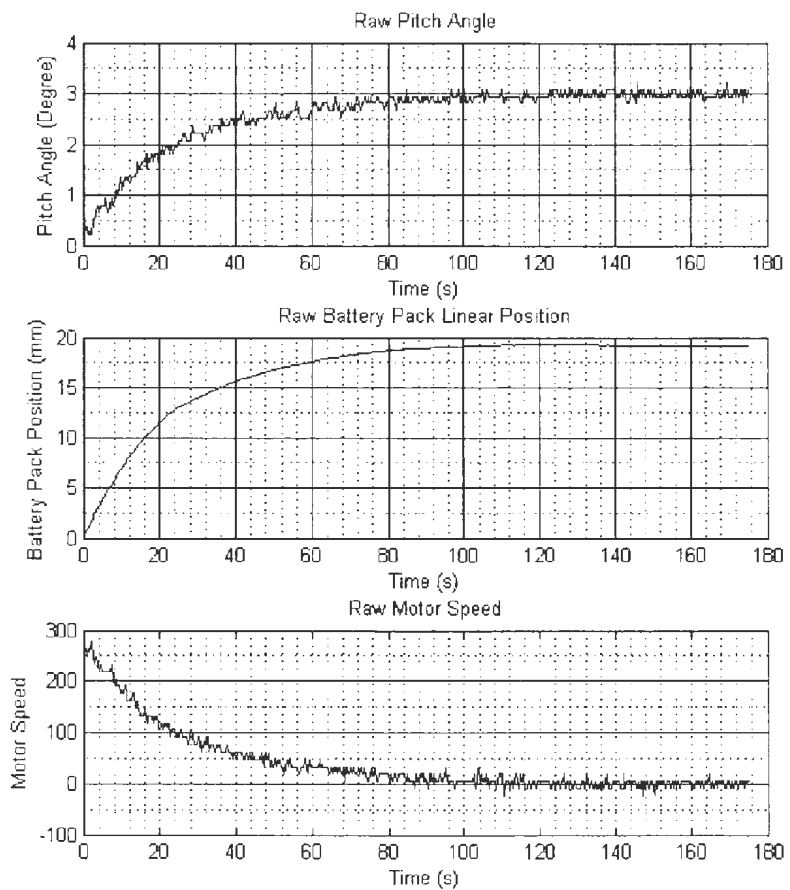 Raw Pitch Angle
Pitch Angle (Degree)
4
3
2
1
0
0 20 40 60 80 100 120 140 160 180
Time (s)
Raw Battery Pack Linear Position
Battery Pack Position (mm)
20
15
10
5
0
0 20 40 60 80 100 120 140 160 180
Time (s)
Raw Motor Speed
Motor Speed
300
200
100
0
-100
0 20 40 60 80 100 120 140 160 180
Time (s)